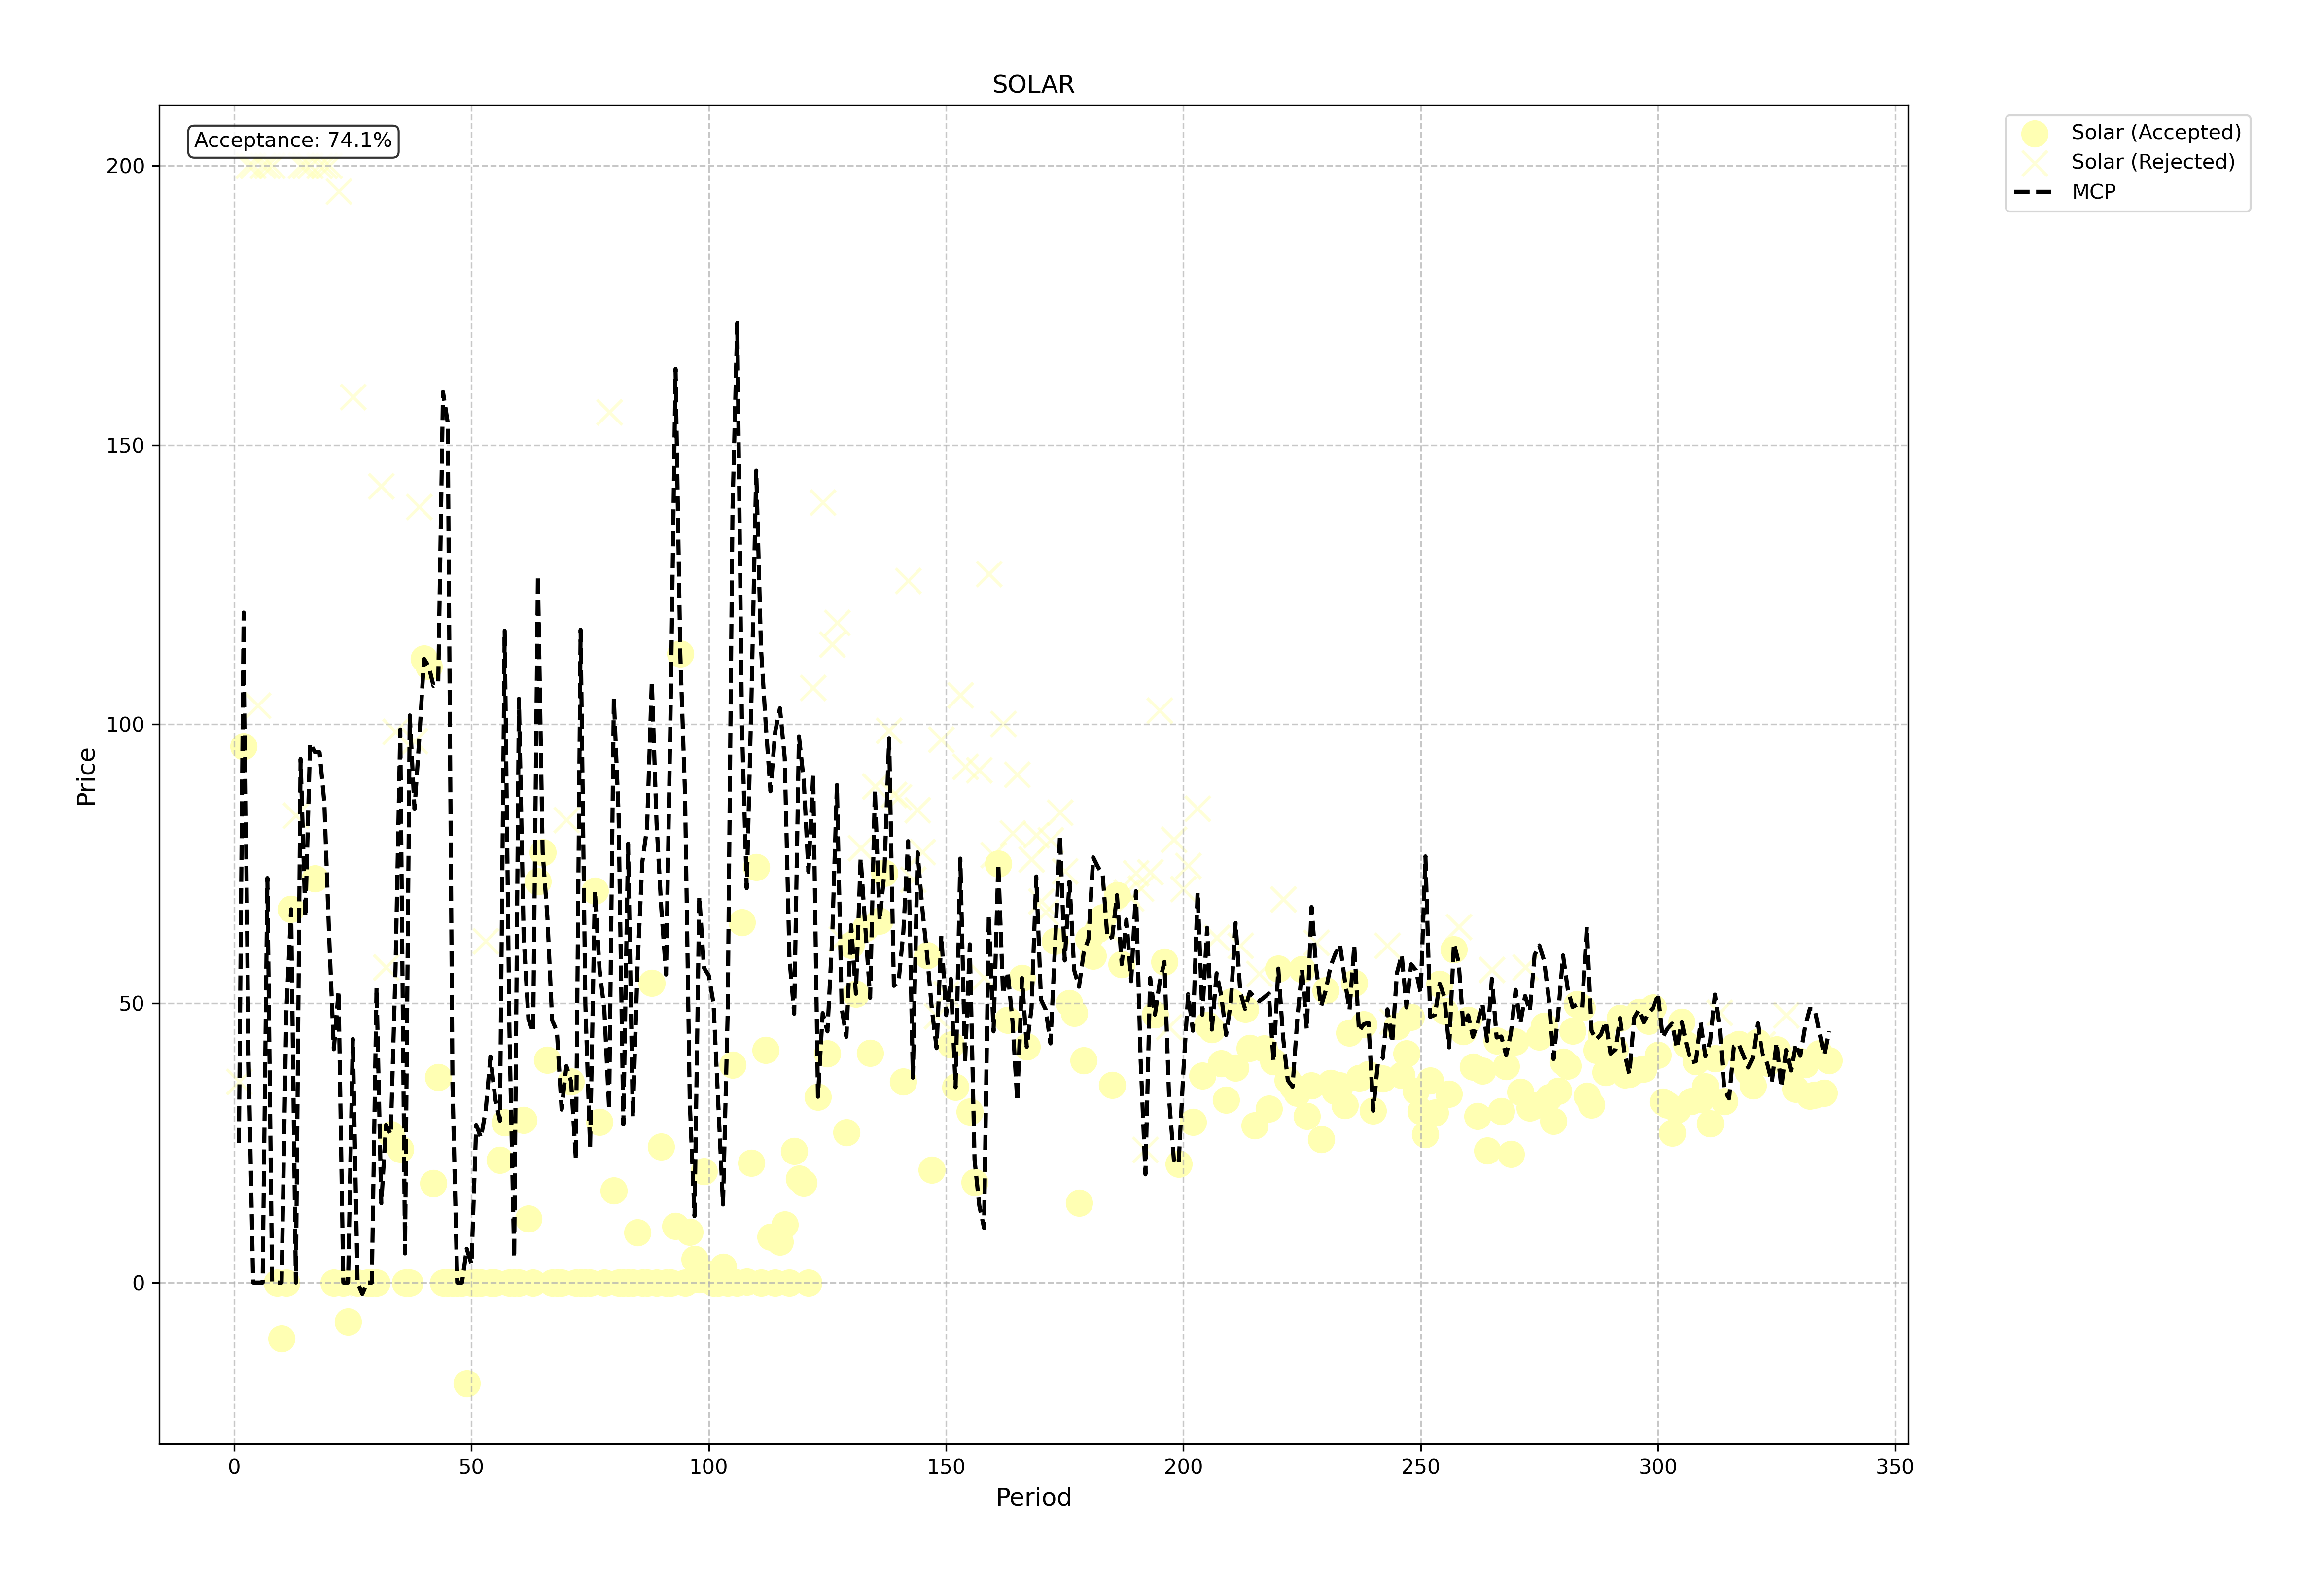 SOLAR
Acceptance: 74.1%
Solar (Accepted)
Solar (Rejected)
MCP
200
150
100
50
0
Price
0 50 100 150 200 250 300 350
Period